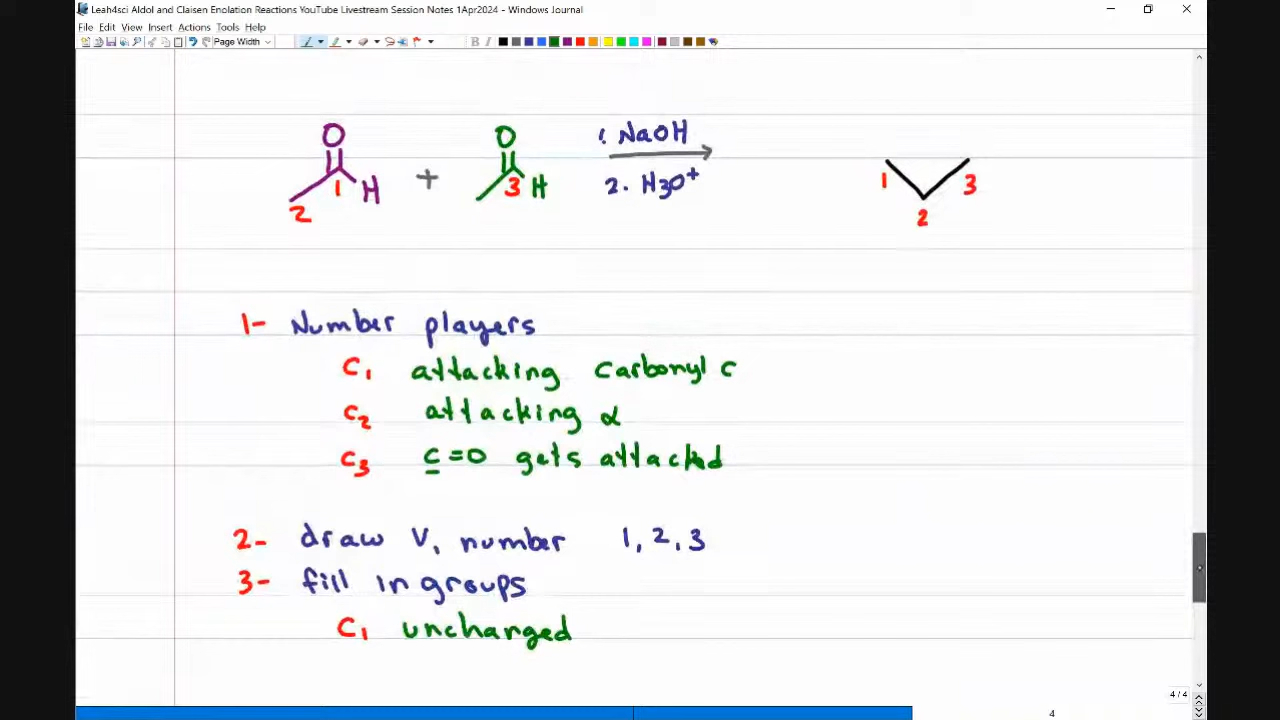 Leah4sci Aldol and Claisen Enolation Reactions YouTube Livestream Session Notes 1Apr2024 - Windows Journal
File Edit View Insert Actions Tools Help
Page Width
B I
O O 1. NaOH
1 H + 3 H 2. H3O+ 1 3
2 2
1- Number players
C1 attacking carbonyl c
C2 attacking α
C3 c=O gets attacked
2- draw V, number 1, 2, 3
3- fill in groups
C1 unchanged
4/4
4